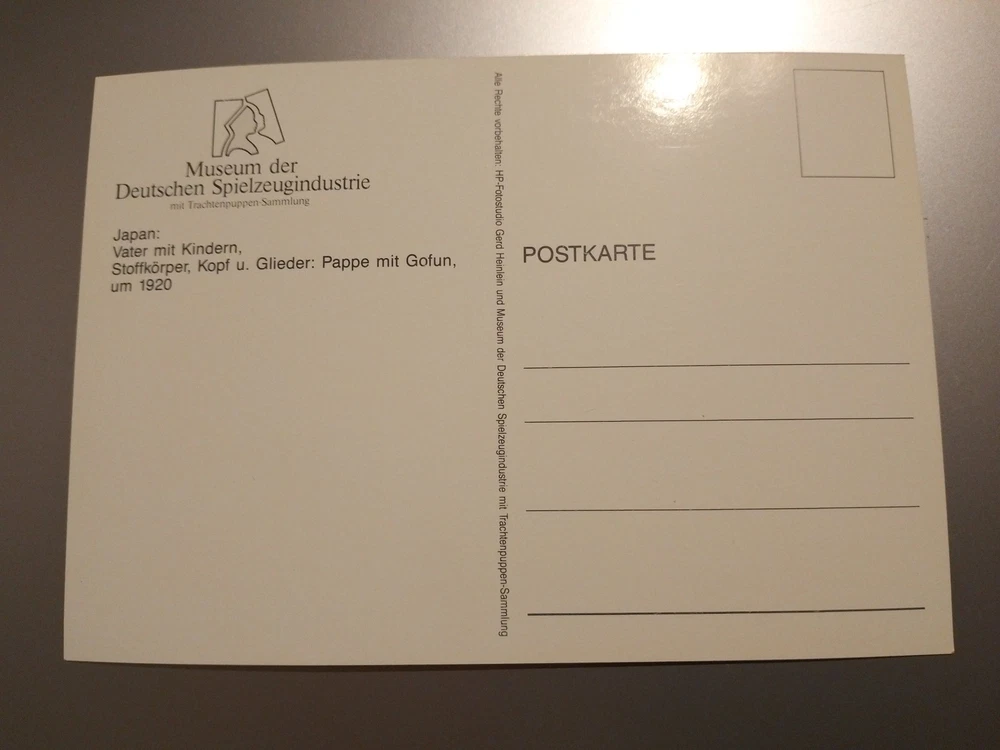 Museum der
Deutschen Spielzeugindustrie
mit Trachtenpuppen-Sammlung
Japan:
Vater mit Kindern,
Stoffkörper, Kopf u. Glieder: Pappe mit Gofun,
um 1920
Alle Rechte vorbehalten: HP-Fotostudio Gerd Heinlein und Museum der Deutschen Spielzeugindustrie mit Trachtenpuppen-Sammlung
POSTKARTE